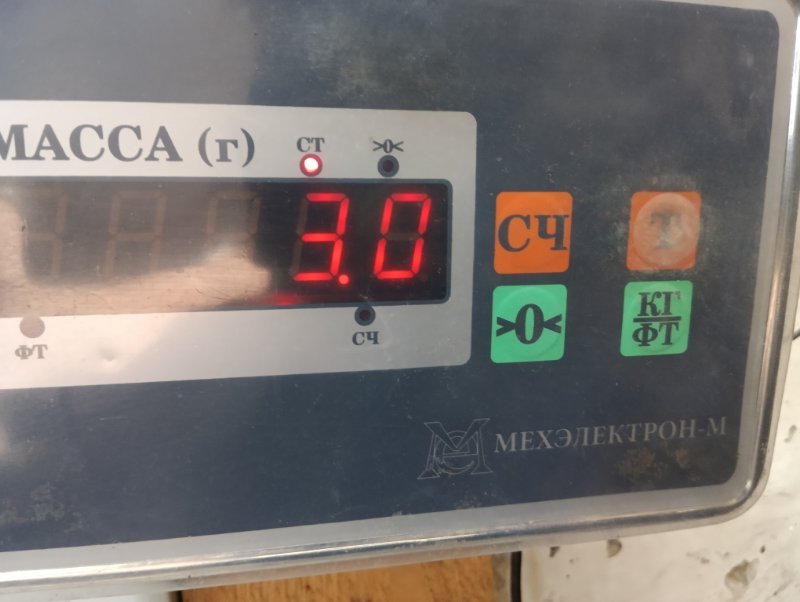 МАССА (г)
СТ
>0<
3.0
СЧ
Т
>0<
КГ
ФТ
ФТ
СЧ
МЕХЭЛЕКТРОН-М